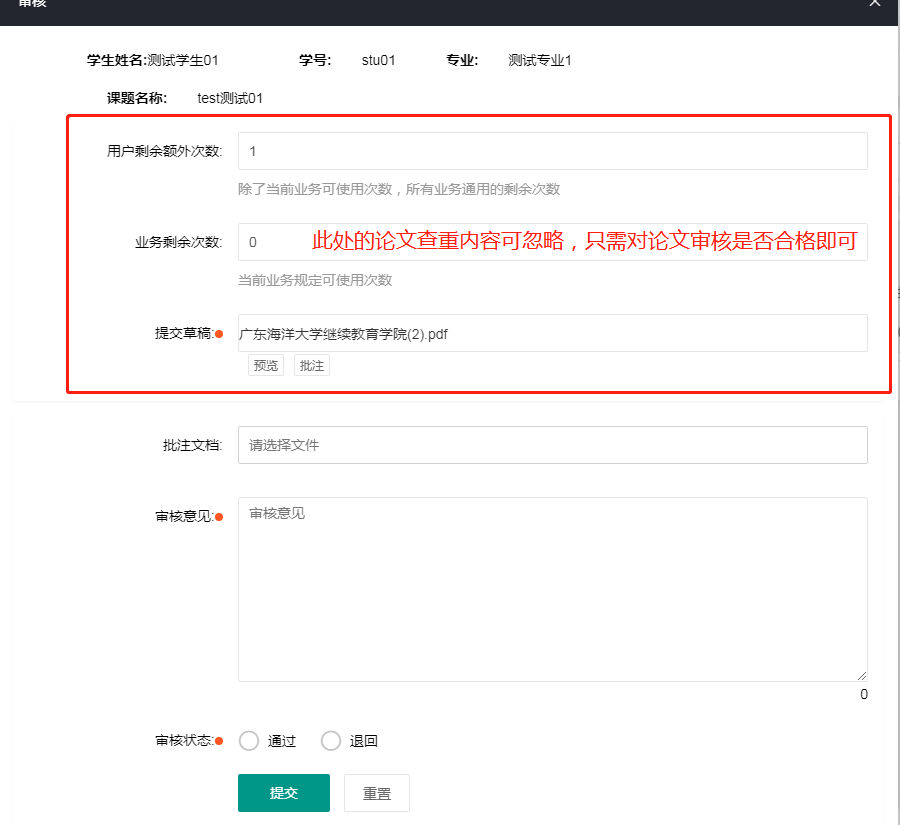 审核
学生姓名:测试学生01 学号: stu01 专业: 测试专业1
课题名称: test测试01
用户剩余额外次数: 1
除了当前业务可使用次数，所有业务通用的剩余次数
业务剩余次数: 0 此处的论文查重内容可忽略，只需对论文审核是否合格即可
当前业务规定可使用次数
提交草稿: 广东海洋大学继续教育学院(2).pdf
预览 批注
批注文档: 请选择文件
审核意见: 审核意见
0
审核状态: 通过 退回
提交 重置